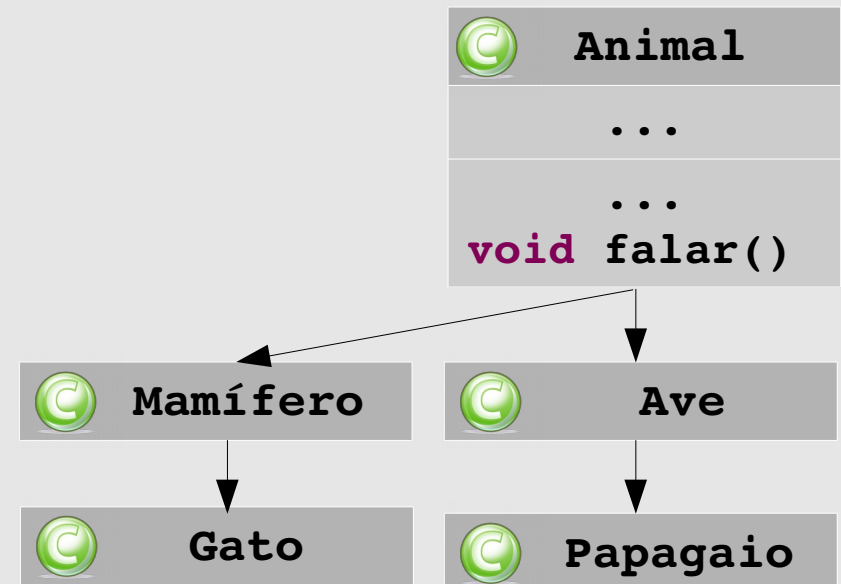 Animal
...
...
void falar()
Mamífero
Ave
Gato
Papagaio